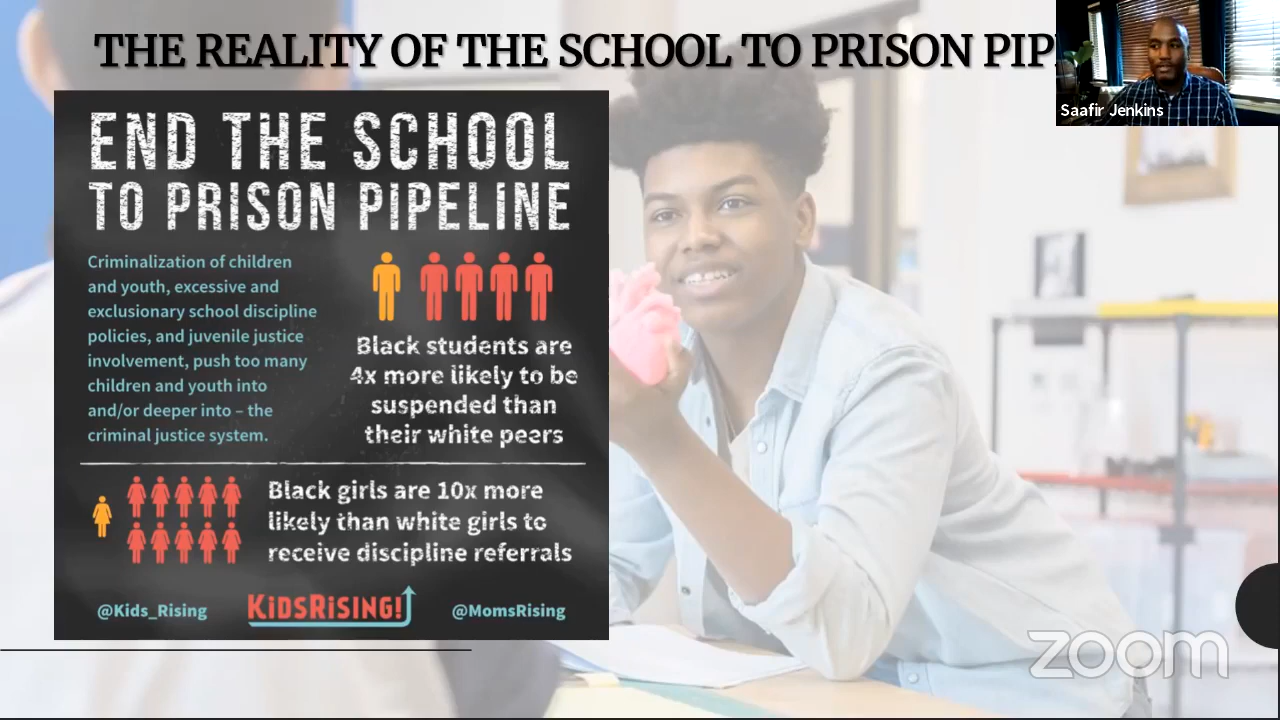 THE REALITY OF THE SCHOOL TO PRISON PIP
Saafir Jenkins
END THE SCHOOL
TO PRISON PIPELINE
Criminalization of children
and youth, excessive and
exclusionary school discipline
policies, and juvenile justice
involvement, push too many
children and youth into
and/or deeper into – the
criminal justice system.
Black students are
4x more likely to be
suspended than
their white peers
Black girls are 10x more
likely than white girls to
receive discipline referrals
@Kids_Rising
KIDSRISING!
@MomsRising
zoom